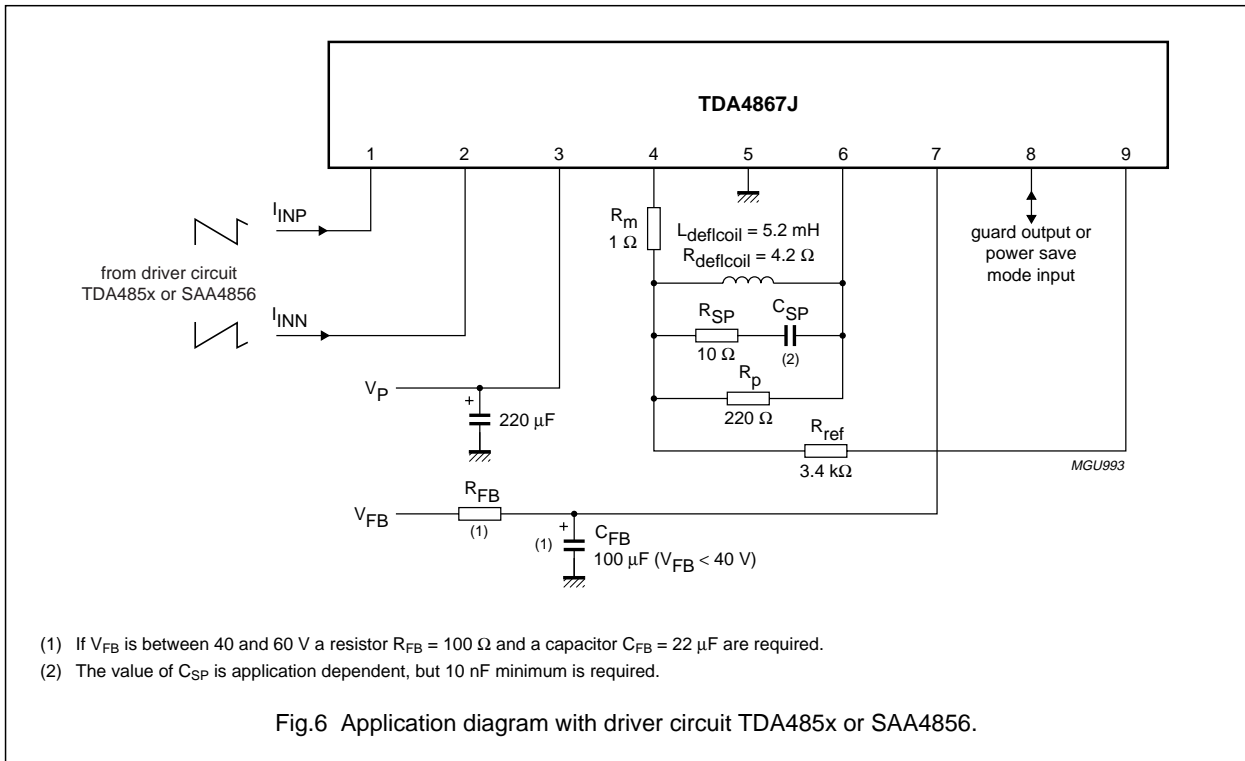 TDA4867J
1 2 3 4 5 6 7 8 9
I_INP
from driver circuit
TDA485x or SAA4856
I_INN
R_m
1 Ω
L_deflcoil = 5.2 mH
R_deflcoil = 4.2 Ω
guard output or
power save
mode input
R_SP
10 Ω
C_SP
(2)
R_p
220 Ω
R_ref
3.4 kΩ
MGU993
V_P
+
220 μF
V_FB
R_FB
(1)
+
(1)
C_FB
100 μF (V_FB < 40 V)
(1) If V_FB is between 40 and 60 V a resistor R_FB = 100 Ω and a capacitor C_FB = 22 μF are required.
(2) The value of C_SP is application dependent, but 10 nF minimum is required.
Fig.6 Application diagram with driver circuit TDA485x or SAA4856.